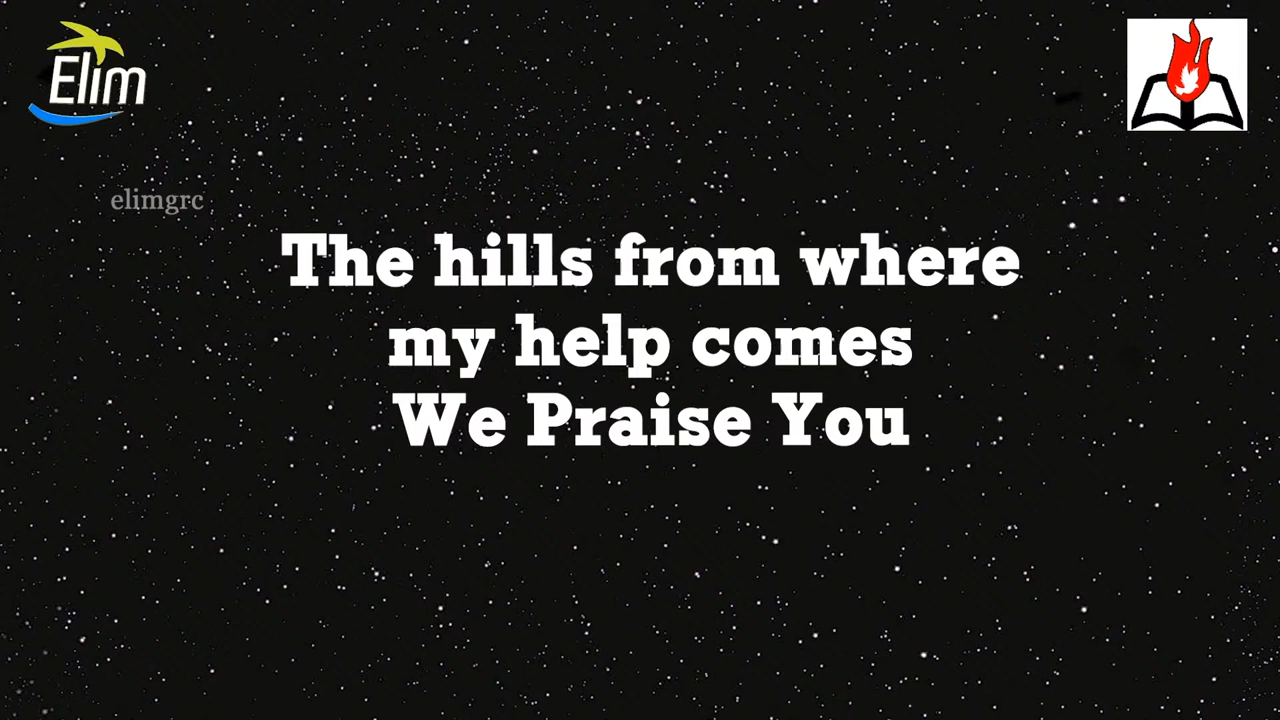 Elim
elimgrc
The hills from where
my help comes
We Praise You